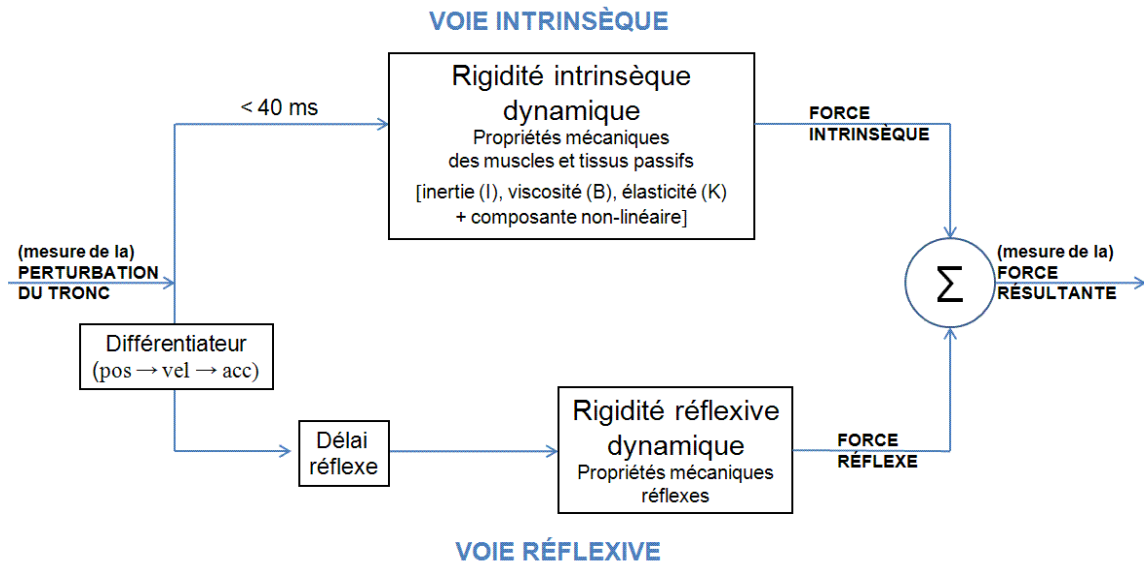 VOIE INTRINSÈQUE
< 40 ms
Rigidité intrinsèque
dynamique
Propriétés mécaniques
des muscles et tissus passifs
[inertie (I), viscosité (B), élasticité (K)
+ composante non-linéaire]
FORCE
INTRINSÈQUE
(mesure de la)
PERTURBATION
DU TRONC
Σ
(mesure de la)
FORCE
RÉSULTANTE
Différentiateur
(pos → vel → acc)
Délai
réflexe
Rigidité réflexive
dynamique
Propriétés mécaniques
réflexes
FORCE
RÉFLEXE
VOIE RÉFLEXIVE